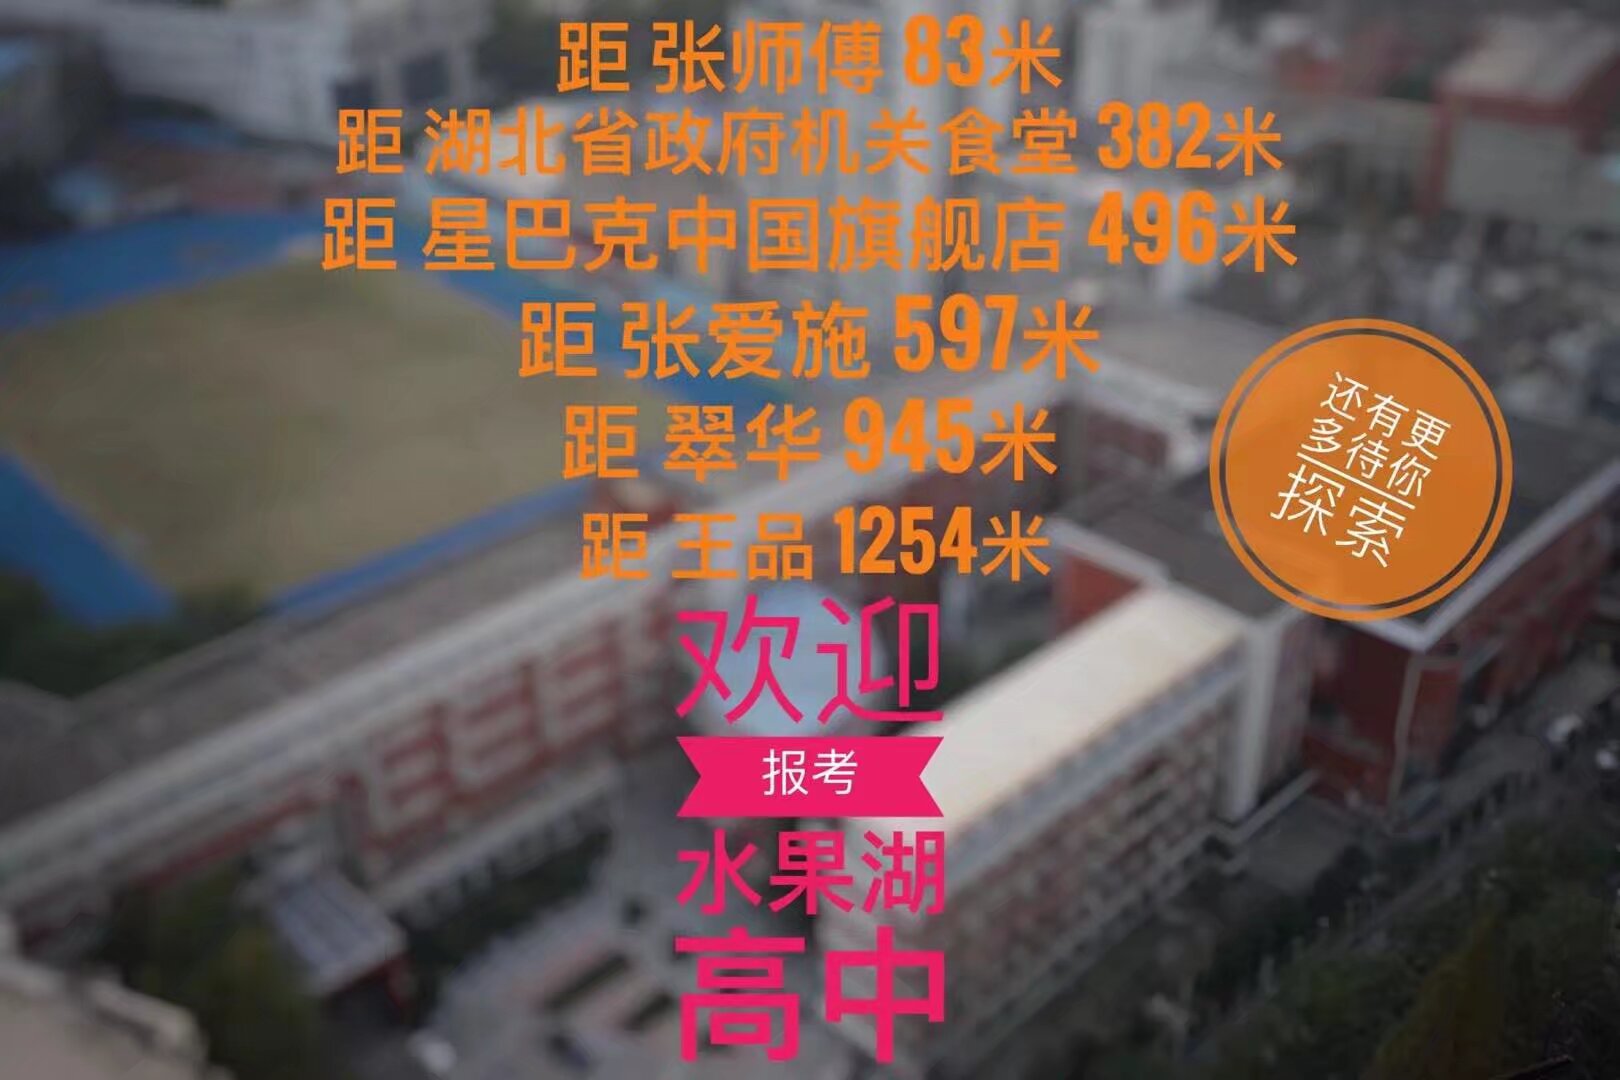 距 张师傅 83米
距 湖北省政府机关食堂 382米
距 星巴克中国旗舰店 496米
距 张爱施 597米
距 翠华 945米
距 王品 1254米
还有更
多待你
探索
欢迎
报考
水果湖
高中